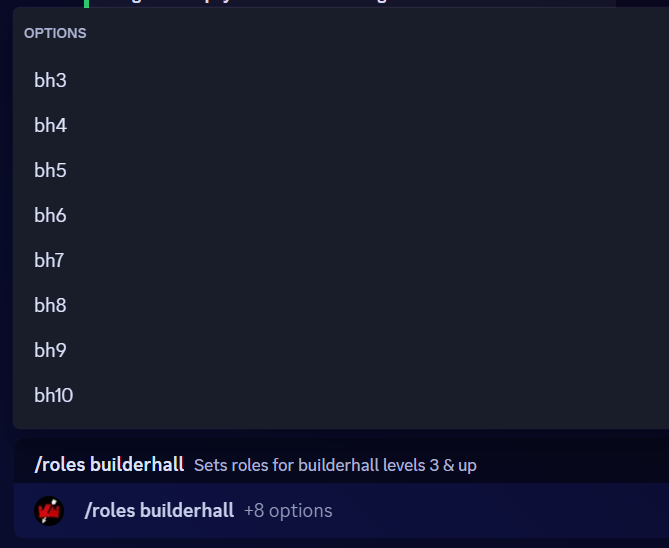 OPTIONS
bh3
bh4
bh5
bh6
bh7
bh8
bh9
bh10
/roles builderhall Sets roles for builderhall levels 3 & up
/roles builderhall +8 options